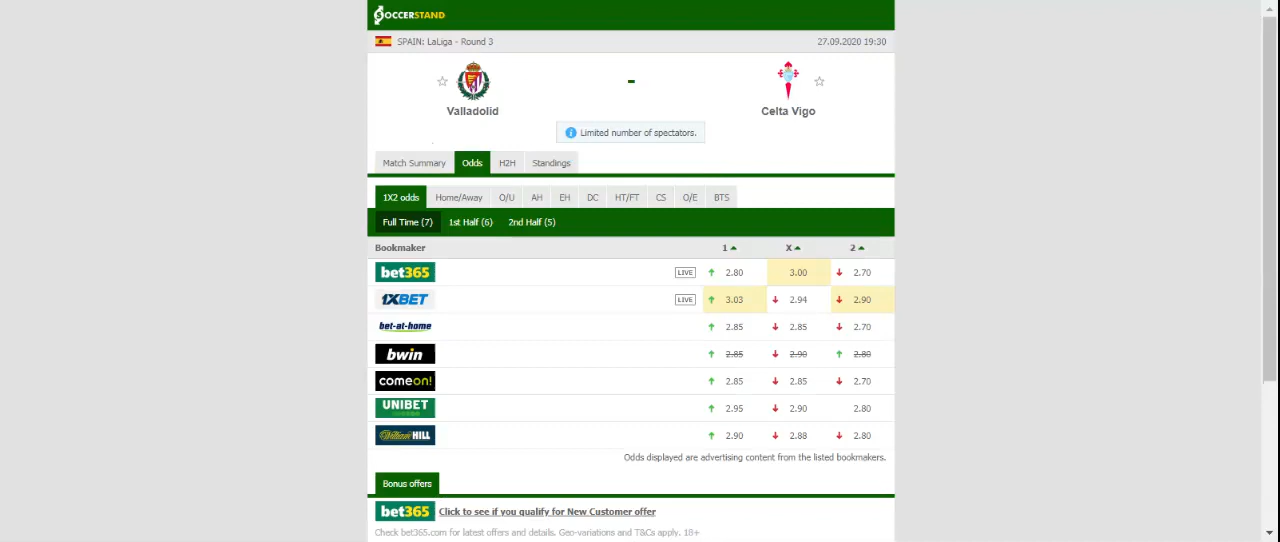 SOCCERSTAND
SPAIN: LaLiga - Round 3 27.09.2020 19:30
-
Valladolid Celta Vigo
Limited number of spectators.
Match Summary Odds H2H Standings
1X2 odds Home/Away O/U AH EH DC HT/FT CS O/E BTS
Full Time (7) 1st Half (6) 2nd Half (5)
Bookmaker 1 X 2
bet365 LIVE 2.80 3.00 2.70
1XBET LIVE 3.03 2.94 2.90
bet-at-home 2.85 2.85 2.70
bwin 2.85 2.90 2.80
comeon! 2.85 2.85 2.70
UNIBET 2.95 2.90 2.80
William HILL 2.90 2.88 2.80
Odds displayed are advertising content from the listed bookmakers.
Bonus offers
bet365 Click to see if you qualify for New Customer offer
Check bet365.com for latest offers and details. Geo-variations and T&Cs apply. 18+